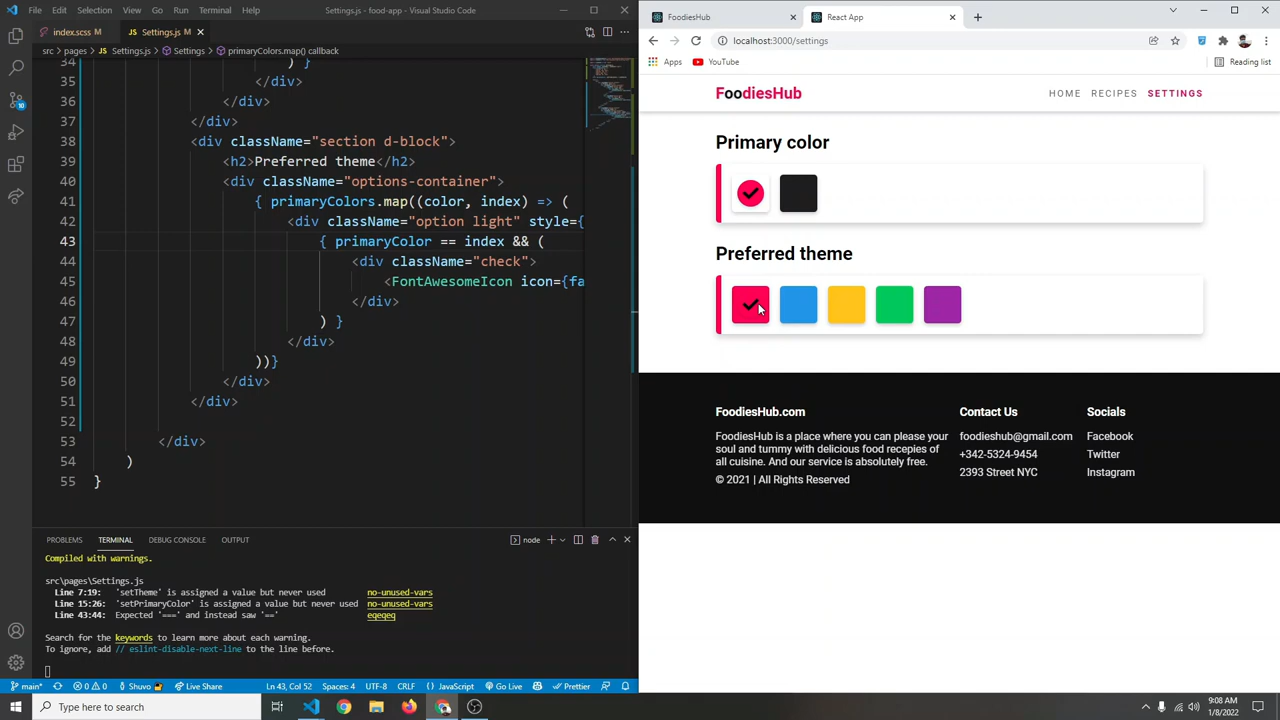 File Edit Selection View Go Run Terminal Help Settings.js - food-app - Visual Studio Code
index.scss M Settings.js M
src > pages > Settings.js > Settings > primaryColors.map() callback
34 ) }
35 </div>
36 </div>
37 </div>
38 <div className="section d-block">
39 <h2>Preferred theme</h2>
40 <div className="options-container">
41 { primaryColors.map((color, index) => (
42 <div className="option light" style={
43 { primaryColor == index && (
44 <div className="check">
45 <FontAwesomeIcon icon={fa
46 </div>
47 ) }
48 </div>
49 ))}
50 </div>
51 </div>
52
53 </div>
54 )
55 }
PROBLEMS TERMINAL DEBUG CONSOLE OUTPUT node
Compiled with warnings.
src\pages\Settings.js
Line 7:19: 'setTheme' is assigned a value but never used no-unused-vars
Line 15:26: 'setPrimaryColor' is assigned a value but never used no-unused-vars
Line 43:44: Expected '===' and instead saw '==' eqeqeq
Search for the keywords to learn more about each warning.
To ignore, add // eslint-disable-next-line to the line before.
main* 0 0 Shuvo Live Share Ln 43, Col 52 Spaces: 4 UTF-8 CRLF JavaScript Go Live Prettier
FoodiesHub React App
localhost:3000/settings
Apps YouTube Reading list
FoodiesHub HOME RECIPES SETTINGS
Primary color
Preferred theme
FoodiesHub.com
FoodiesHub is a place where you can please your
soul and tummy with delicious food recepies of
all cuisine. And our service is absolutely free.
© 2021 | All Rights Reserved
Contact Us
foodieshub@gmail.com
+342-5324-9454
2393 Street NYC
Socials
Facebook
Twitter
Instagram
Type here to search
9:08 AM
1/8/2022